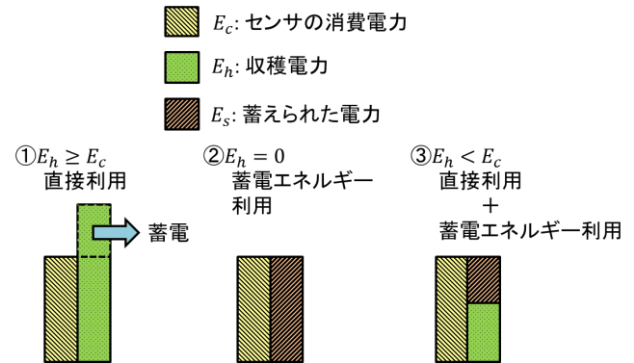 E_c: センサの消費電力
E_h: 収穫電力
E_s: 蓄えられた電力
①E_h ≥ E_c
直接利用
蓄電
②E_h = 0
蓄電エネルギー
利用
③E_h < E_c
直接利用
+
蓄電エネルギー利用